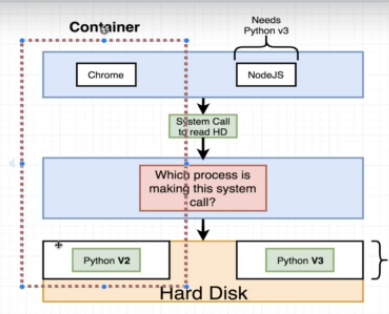 Container
Needs
Python v3
Chrome
NodeJS
System Call
to read HD
Which process is
making this system
call?
Python V2
Python V3
Hard Disk